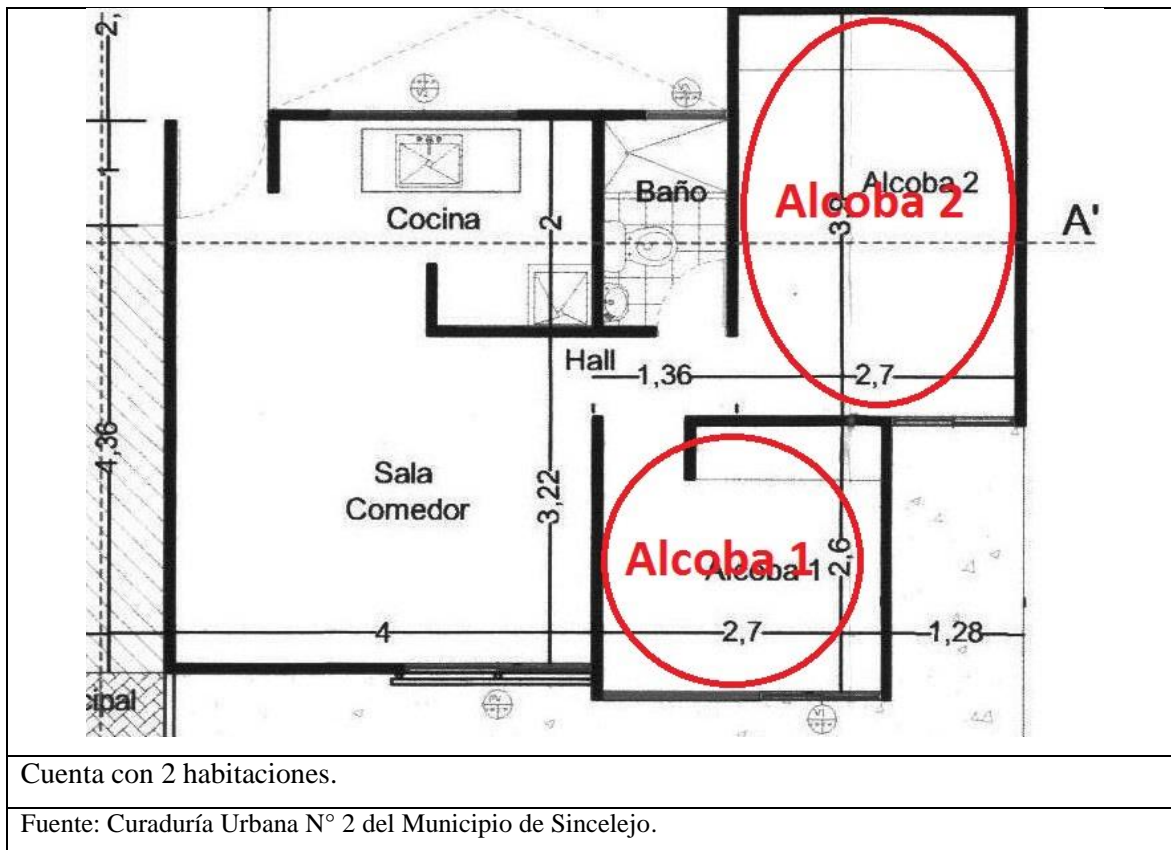 2,
1
4,36
Cocina
2
Baño
Alcoba 2
Alcoba 2
3,9
A'
Hall
1,36
2,7
Sala
Comedor
3,22
Alcoba 1
Alcoba 1
2,6
4
2,7
1,28
cipal
Cuenta con 2 habitaciones.
Fuente: Curaduría Urbana N° 2 del Municipio de Sincelejo.